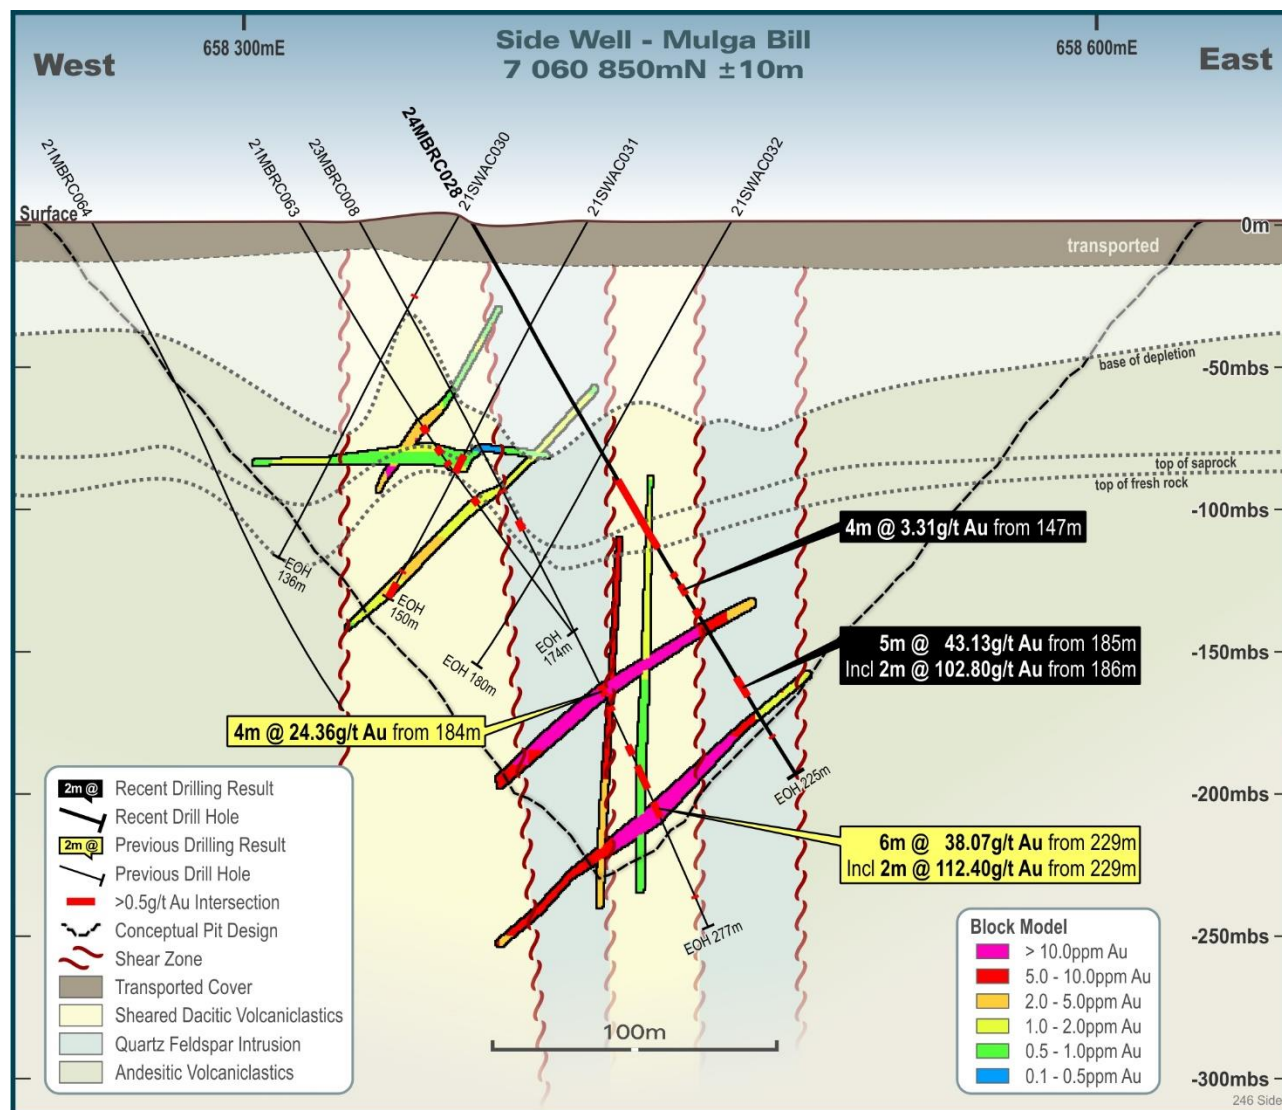 658 300mE
658 600mE
Side Well - Mulga Bill
7 060 850mN ±10m
West
East
21MBRC064
21MBRC063
23MBRC008
24MBRC028
21SWAC030
21SWAC031
21SWAC032
Surface
0m
transported
base of depletion
-50mbs
top of saprock
top of fresh rock
-100mbs
4m @ 3.31g/t Au from 147m
EOH
136m
EOH
150m
EOH
174m
EOH 180m
5m @ 43.13g/t Au from 185m
Incl 2m @ 102.80g/t Au from 186m
-150mbs
4m @ 24.36g/t Au from 184m
EOH 225m
-200mbs
6m @ 38.07g/t Au from 229m
Incl 2m @ 112.40g/t Au from 229m
EOH 277m
-250mbs
2m @ Recent Drilling Result
Recent Drill Hole
2m @ Previous Drilling Result
Previous Drill Hole
>0.5g/t Au Intersection
Conceptual Pit Design
Shear Zone
Transported Cover
Sheared Dacitic Volcaniclastics
Quartz Feldspar Intrusion
Andesitic Volcaniclastics
100m
Block Model
> 10.0ppm Au
5.0 - 10.0ppm Au
2.0 - 5.0ppm Au
1.0 - 2.0ppm Au
0.5 - 1.0ppm Au
0.1 - 0.5ppm Au
-300mbs
246 Side